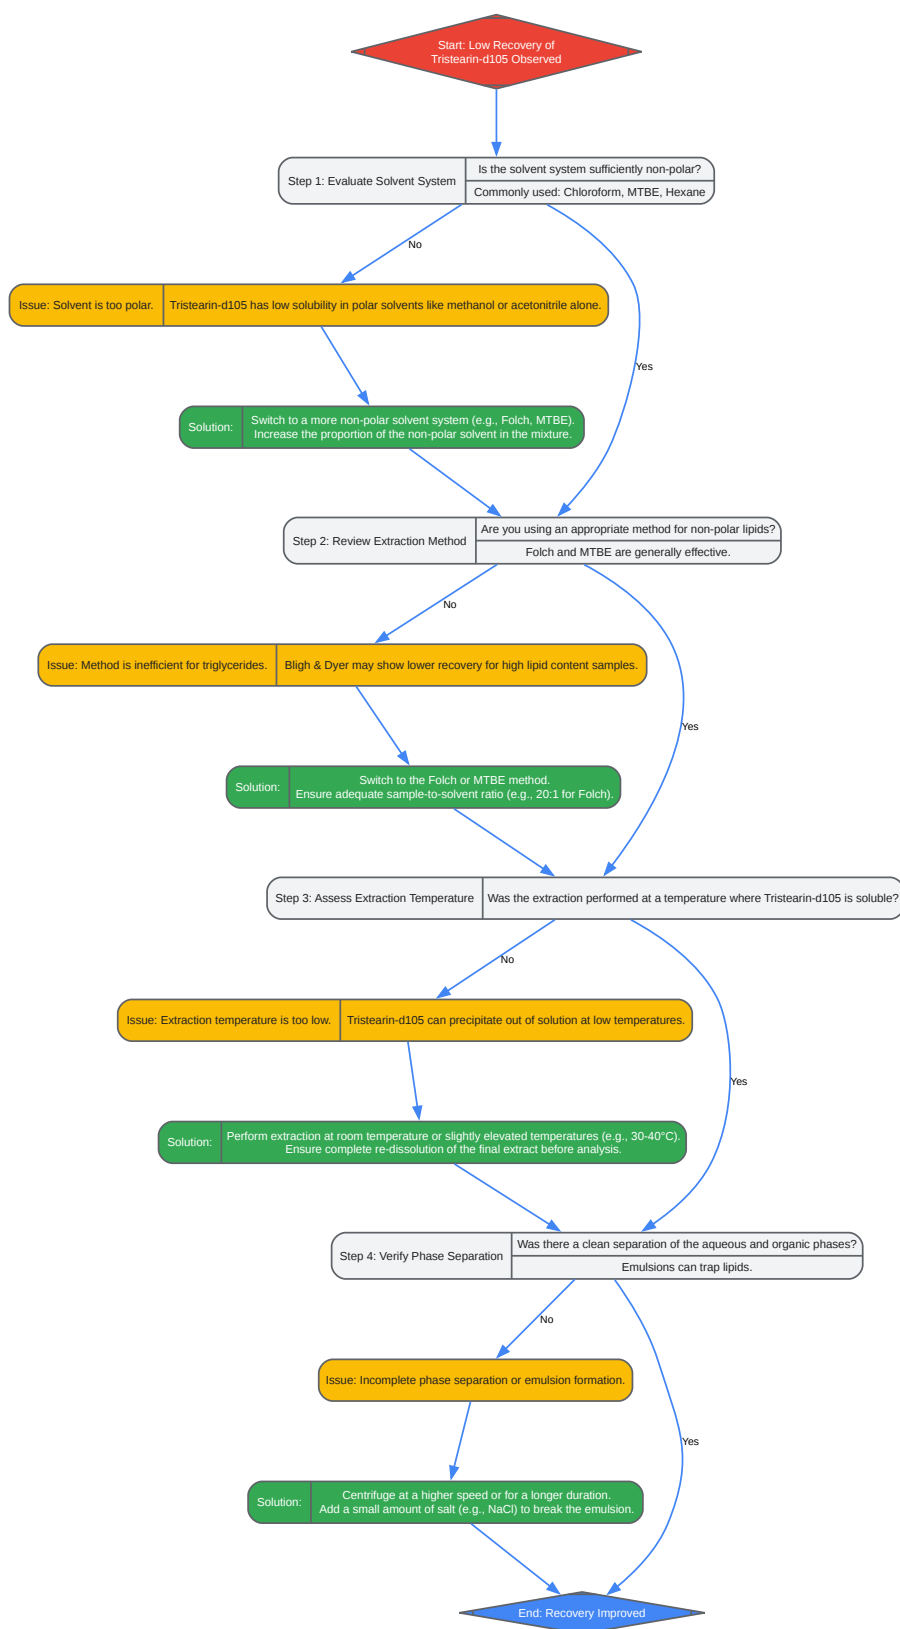 Start: Low Recovery of
Tristearin-d105 Observed
Step 1: Evaluate Solvent System
Is the solvent system sufficiently non-polar?
Commonly used: Chloroform, MTBE, Hexane
No
Issue: Solvent is too polar.
Tristearin-d105 has low solubility in polar solvents like methanol or acetonitrile alone.
Yes
Solution:
Switch to a more non-polar solvent system (e.g., Folch, MTBE).
Increase the proportion of the non-polar solvent in the mixture.
Step 2: Review Extraction Method
Are you using an appropriate method for non-polar lipids?
Folch and MTBE are generally effective.
No
Issue: Method is inefficient for triglycerides.
Bligh & Dyer may show lower recovery for high lipid content samples.
Yes
Solution:
Switch to the Folch or MTBE method.
Ensure adequate sample-to-solvent ratio (e.g., 20:1 for Folch).
Step 3: Assess Extraction Temperature
Was the extraction performed at a temperature where Tristearin-d105 is soluble?
No
Issue: Extraction temperature is too low.
Tristearin-d105 can precipitate out of solution at low temperatures.
Yes
Solution:
Perform extraction at room temperature or slightly elevated temperatures (e.g., 30-40°C).
Ensure complete re-dissolution of the final extract before analysis.
Step 4: Verify Phase Separation
Was there a clean separation of the aqueous and organic phases?
Emulsions can trap lipids.
No
Issue: Incomplete phase separation or emulsion formation.
Yes
Solution:
Centrifuge at a higher speed or for a longer duration.
Add a small amount of salt (e.g., NaCl) to break the emulsion.
End: Recovery Improved